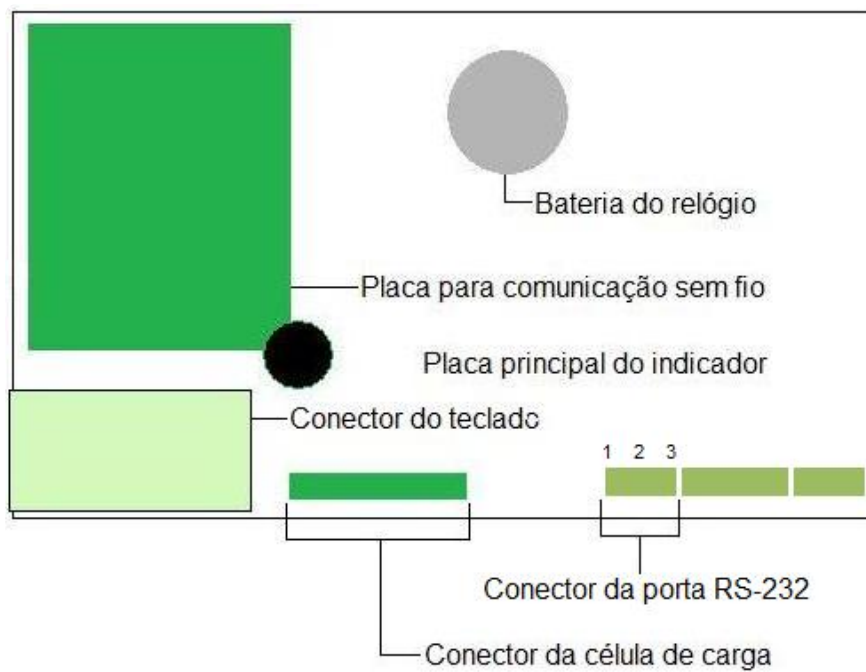 Bateria do relógio
Placa para comunicação sem fio
Placa principal do indicador
Conector do teclado
1 2 3
Conector da porta RS-232
Conector da célula de carga